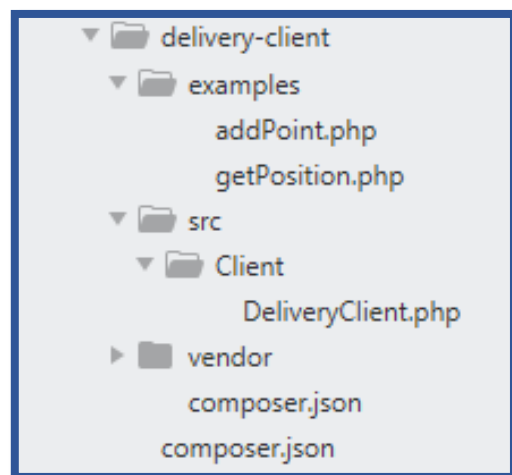 delivery-client
examples
addPoint.php
getPosition.php
src
Client
DeliveryClient.php
vendor
composer.json
composer.json